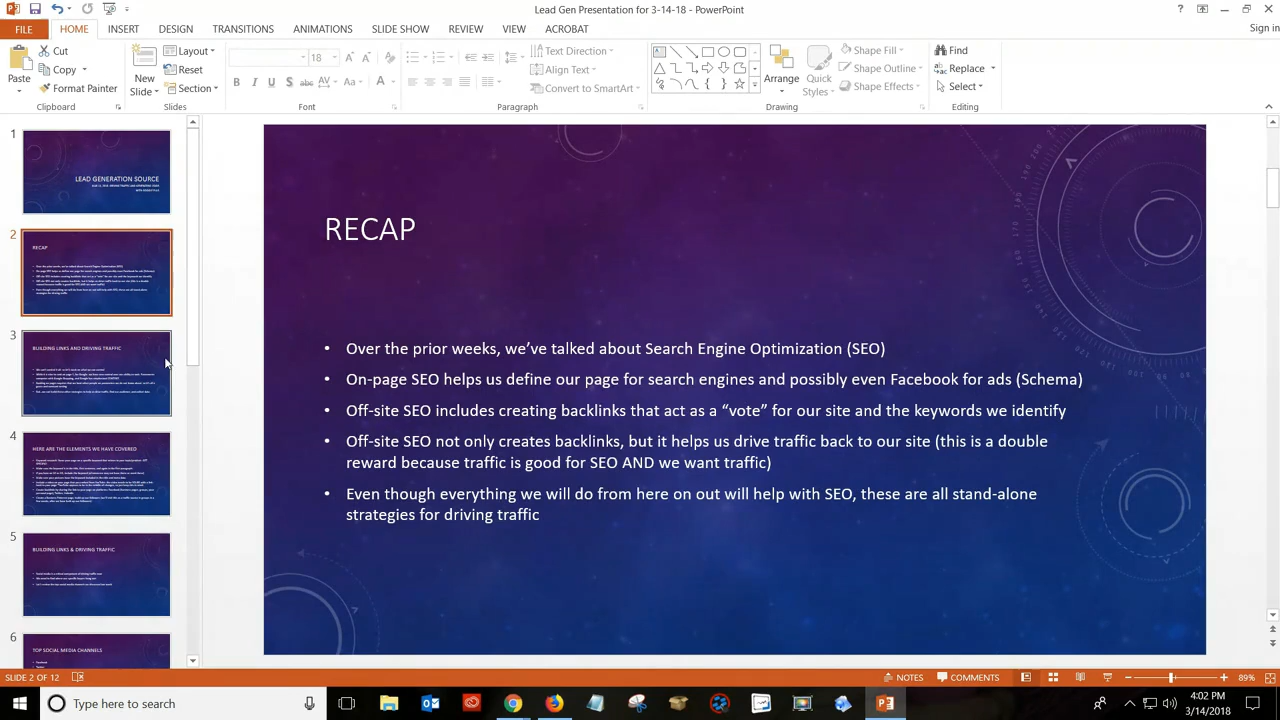 Lead Gen Presentation for 3-14-18 - PowerPoint
Sign in
FILE HOME INSERT DESIGN TRANSITIONS ANIMATIONS SLIDE SHOW REVIEW VIEW ACROBAT
Paste
Cut
Copy
Format Painter
Clipboard
New Slide
Layout
Reset
Section
Slides
18
Font
Text Direction
Align Text
Convert to SmartArt
Paragraph
Arrange
Quick Styles
Shape Fill
Shape Outline
Shape Effects
Drawing
Find
Replace
Select
Editing
1
LEAD GENERATION SOURCE
2
RECAP
3
BUILDING LINKS AND DRIVING TRAFFIC
4
HERE ARE THE ELEMENTS WE HAVE COVERED
5
BUILDING LINKS & DRIVING TRAFFIC
6
TOP SOCIAL MEDIA CHANNELS
Facebook
RECAP
• Over the prior weeks, we've talked about Search Engine Optimization (SEO)
• On-page SEO helps us define our page for search engines and possibly even Facebook for ads (Schema)
• Off-site SEO includes creating backlinks that act as a “vote” for our site and the keywords we identify
• Off-site SEO not only creates backlinks, but it helps us drive traffic back to our site (this is a double
reward because traffic is good for SEO AND we want traffic)
• Even though everything we will do from here on out will help with SEO, these are all stand-alone
strategies for driving traffic
SLIDE 2 OF 12
NOTES
COMMENTS
89%
Type here to search
4:02 PM
3/14/2018